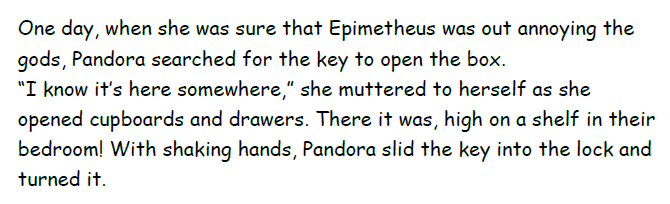 One day, when she was sure that Epimetheus was out annoying the
gods, Pandora searched for the key to open the box.
“I know it’s here somewhere,” she muttered to herself as she
opened cupboards and drawers. There it was, high on a shelf in their
bedroom! With shaking hands, Pandora slid the key into the lock and
turned it.